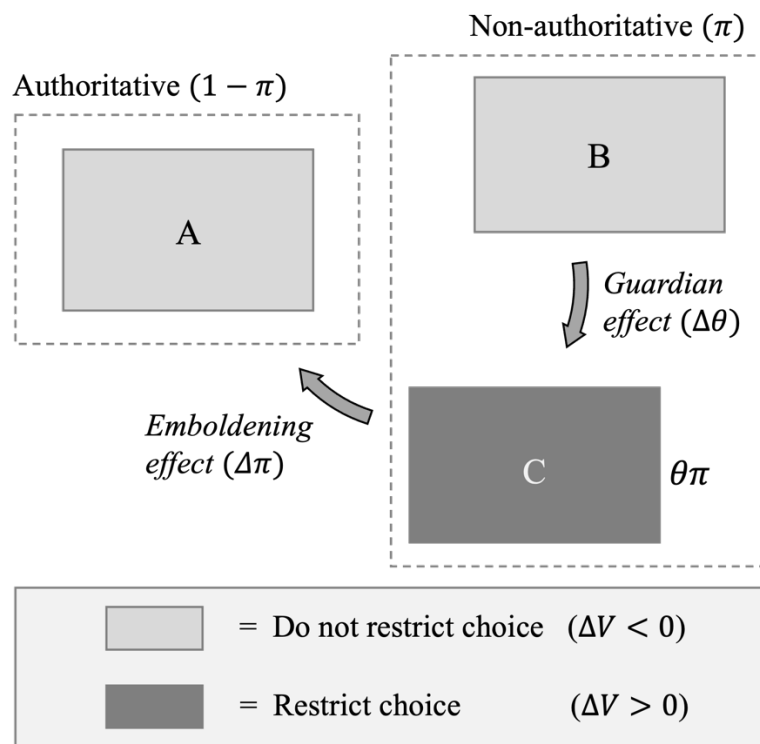 Non-authoritative (π)
Authoritative (1 − π)
A
B
Guardian
effect (Δθ)
Emboldening
effect (Δπ)
C
θπ
= Do not restrict choice (ΔV < 0)
= Restrict choice (ΔV > 0)